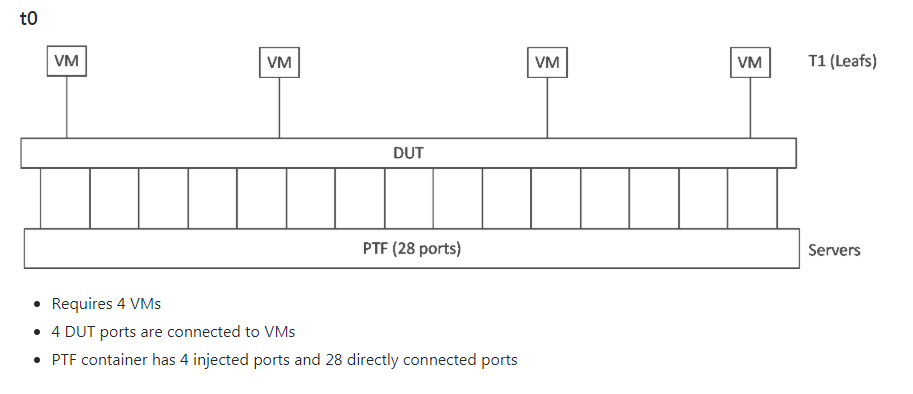 t0
VM VM VM VM T1 (Leafs)
DUT
PTF (28 ports) Servers
Requires 4 VMs
4 DUT ports are connected to VMs
PTF container has 4 injected ports and 28 directly connected ports